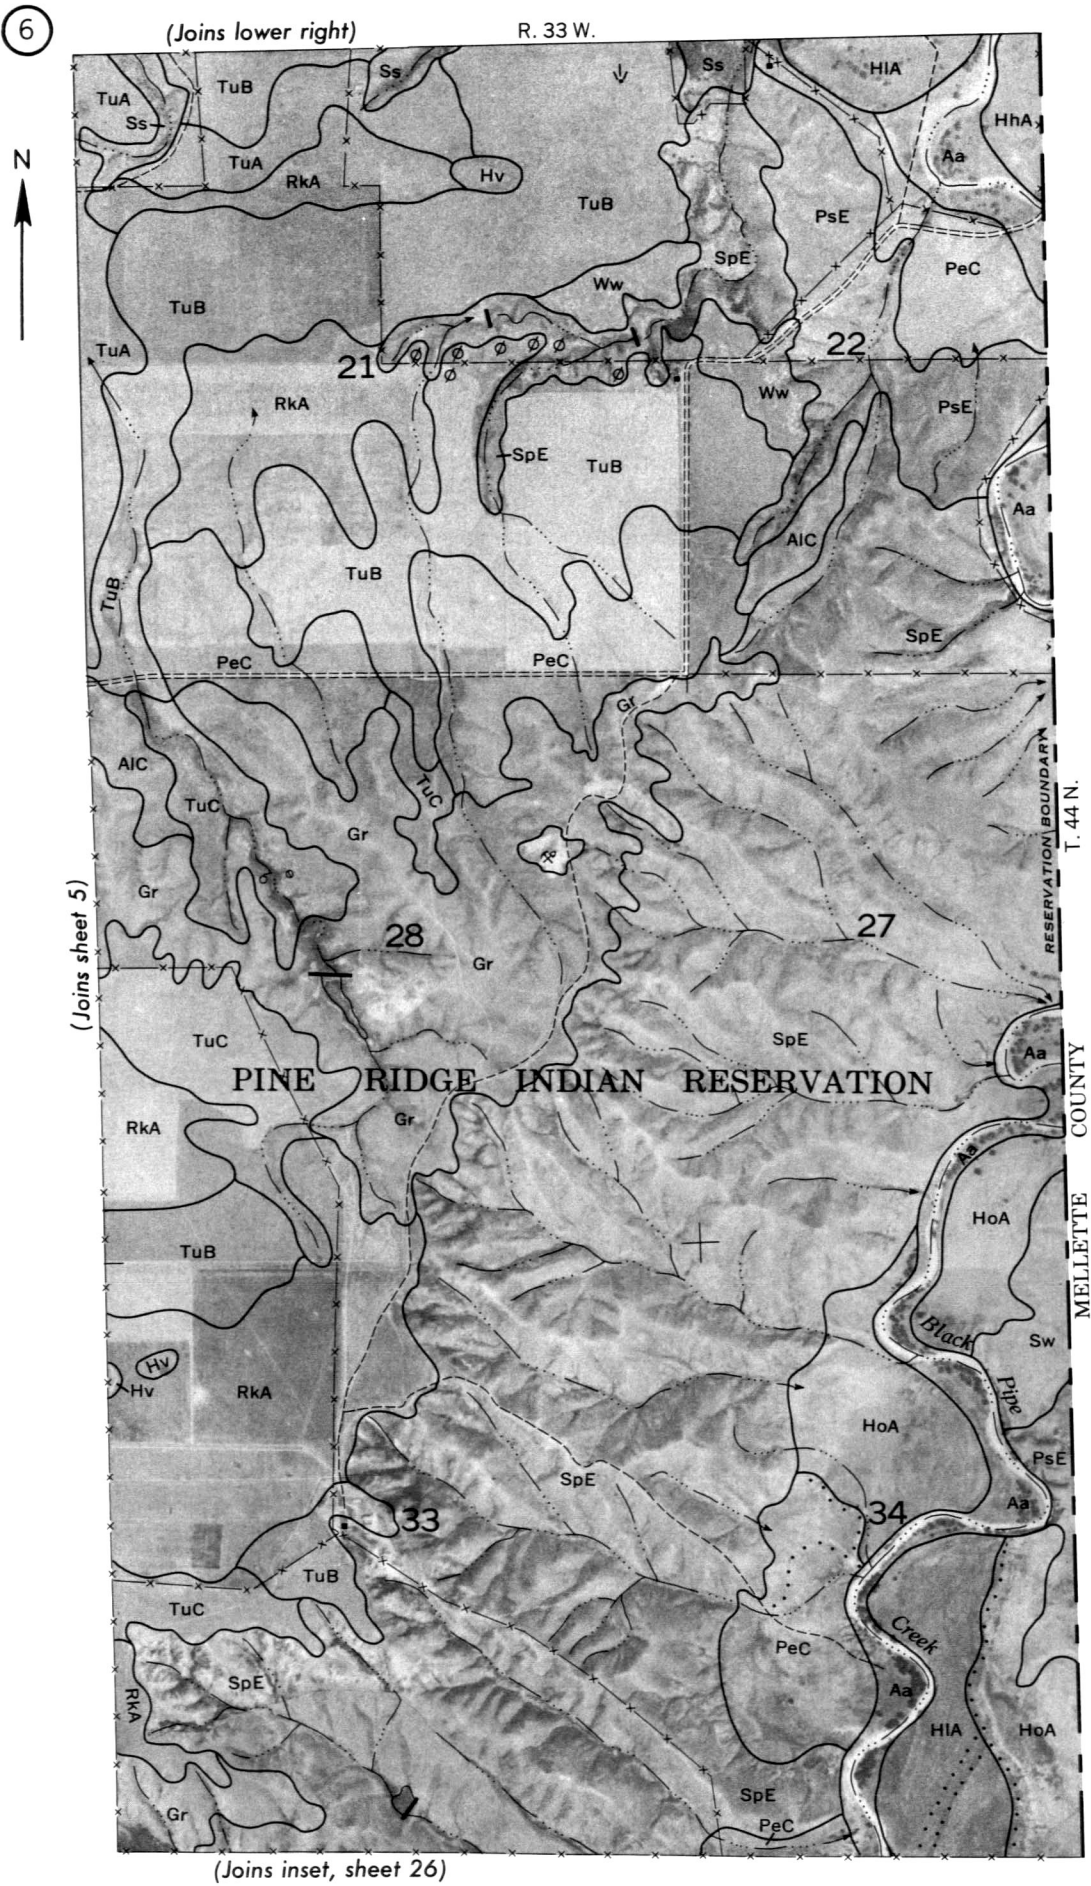 6
(Joins lower right)
R. 33 W.
N
TuA
TuB
Ss
Ss
Ss
HlA
HhA
TuA
RkA
Hv
Aa
TuB
PsE
SpE
PeC
Ww
TuB
TuA
21
22
RkA
Ww
PsE
SpE
TuB
Aa
AlC
TuB
TuB
SpE
PeC
PeC
Gr
AlC
TuC
TuC
Gr
Gr
RESERVATION BOUNDARY
T. 44 N.
(Joins sheet 5)
28
27
Gr
TuC
SpE
Aa
PINE RIDGE INDIAN RESERVATION
RkA
Gr
Aa
HoA
TuB
MELLETTE COUNTY
Black Pipe
Sw
Hv
Hv
RkA
HoA
PsE
SpE
Aa
33
34
TuB
TuC
Creek
PeC
SpE
Aa
RkA
HlA
HoA
Gr
SpE
PeC
(Joins inset, sheet 26)